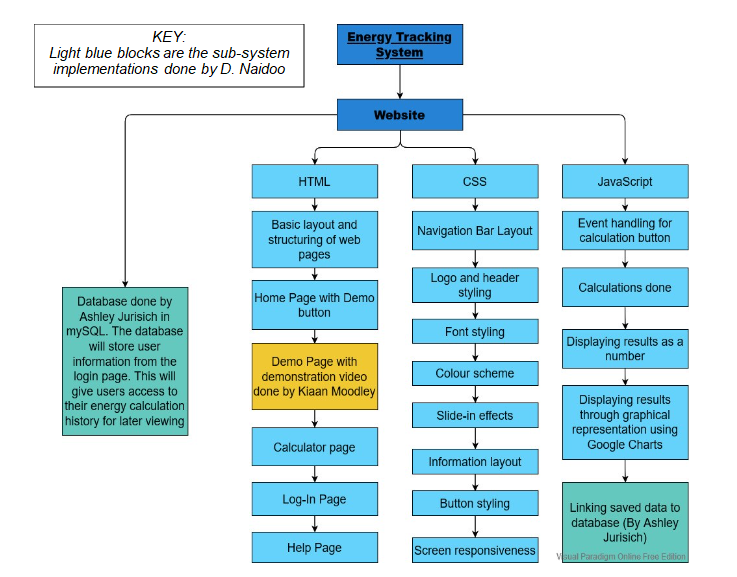 KEY:
Light blue blocks are the sub-system
implementations done by D. Naidoo
Energy Tracking
System
Website
HTML
Basic layout and
structuring of web
pages
Home Page with Demo
button
Demo Page with
demonstration video
done by Kiaan Moodley
Calculator page
Log-In Page
Help Page
CSS
Navigation Bar Layout
Logo and header
styling
Font styling
Colour scheme
Slide-in effects
Information layout
Button styling
Screen responsiveness
JavaScript
Event handling for
calculation button
Calculations done
Displaying results as a
number
Displaying results
through graphical
representation using
Google Charts
Linking saved data to
database (By Ashley
Jurisich)
Database done by
Ashley Jurisich in
mySQL. The database
will store user
information from the
login page. This will
give users access to
their energy calculation
history for later viewing
Visual Paradigm Online Free Edition